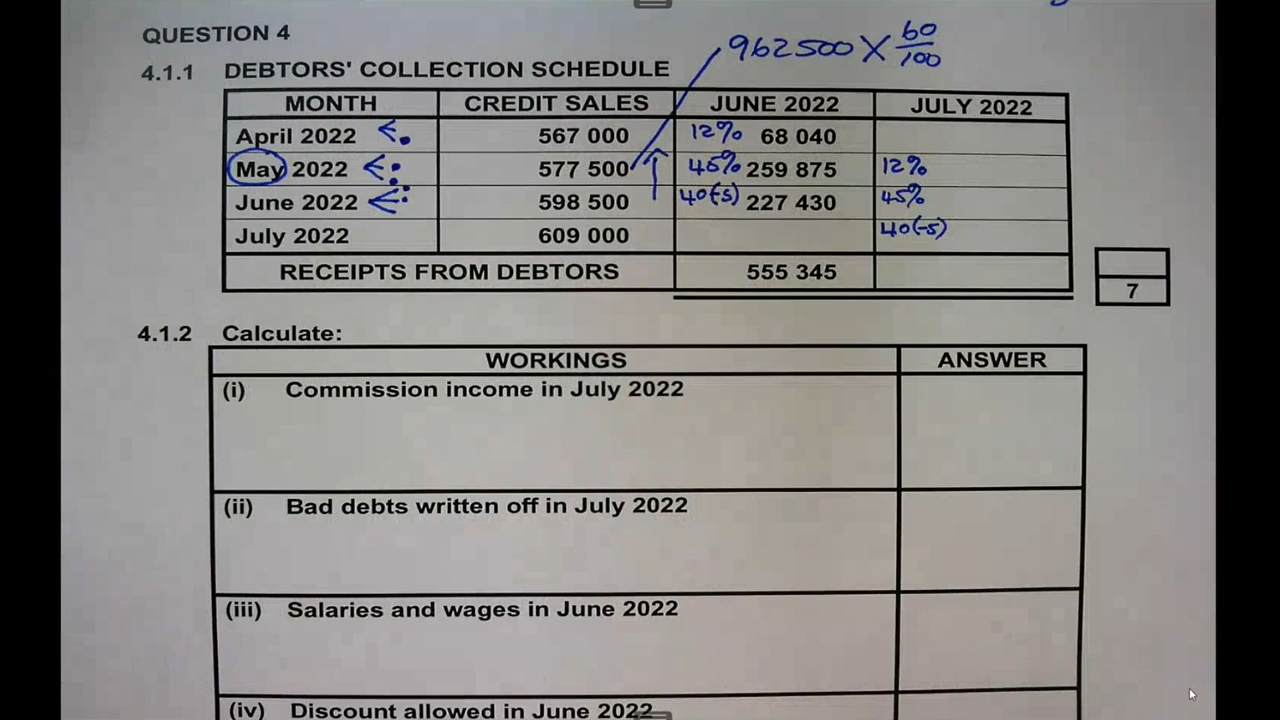 QUESTION 4
962500 X 60/100
4.1.1 DEBTORS' COLLECTION SCHEDULE
MONTH CREDIT SALES JUNE 2022 JULY 2022
April 2022 567 000 12% 68 040
May 2022 577 500 45% 259 875 12%
June 2022 598 500 40(-5) 227 430 45%
July 2022 609 000 40(-5)
RECEIPTS FROM DEBTORS 555 345
7
4.1.2 Calculate:
WORKINGS ANSWER
(i) Commission income in July 2022
(ii) Bad debts written off in July 2022
(iii) Salaries and wages in June 2022
(iv) Discount allowed in June 2022